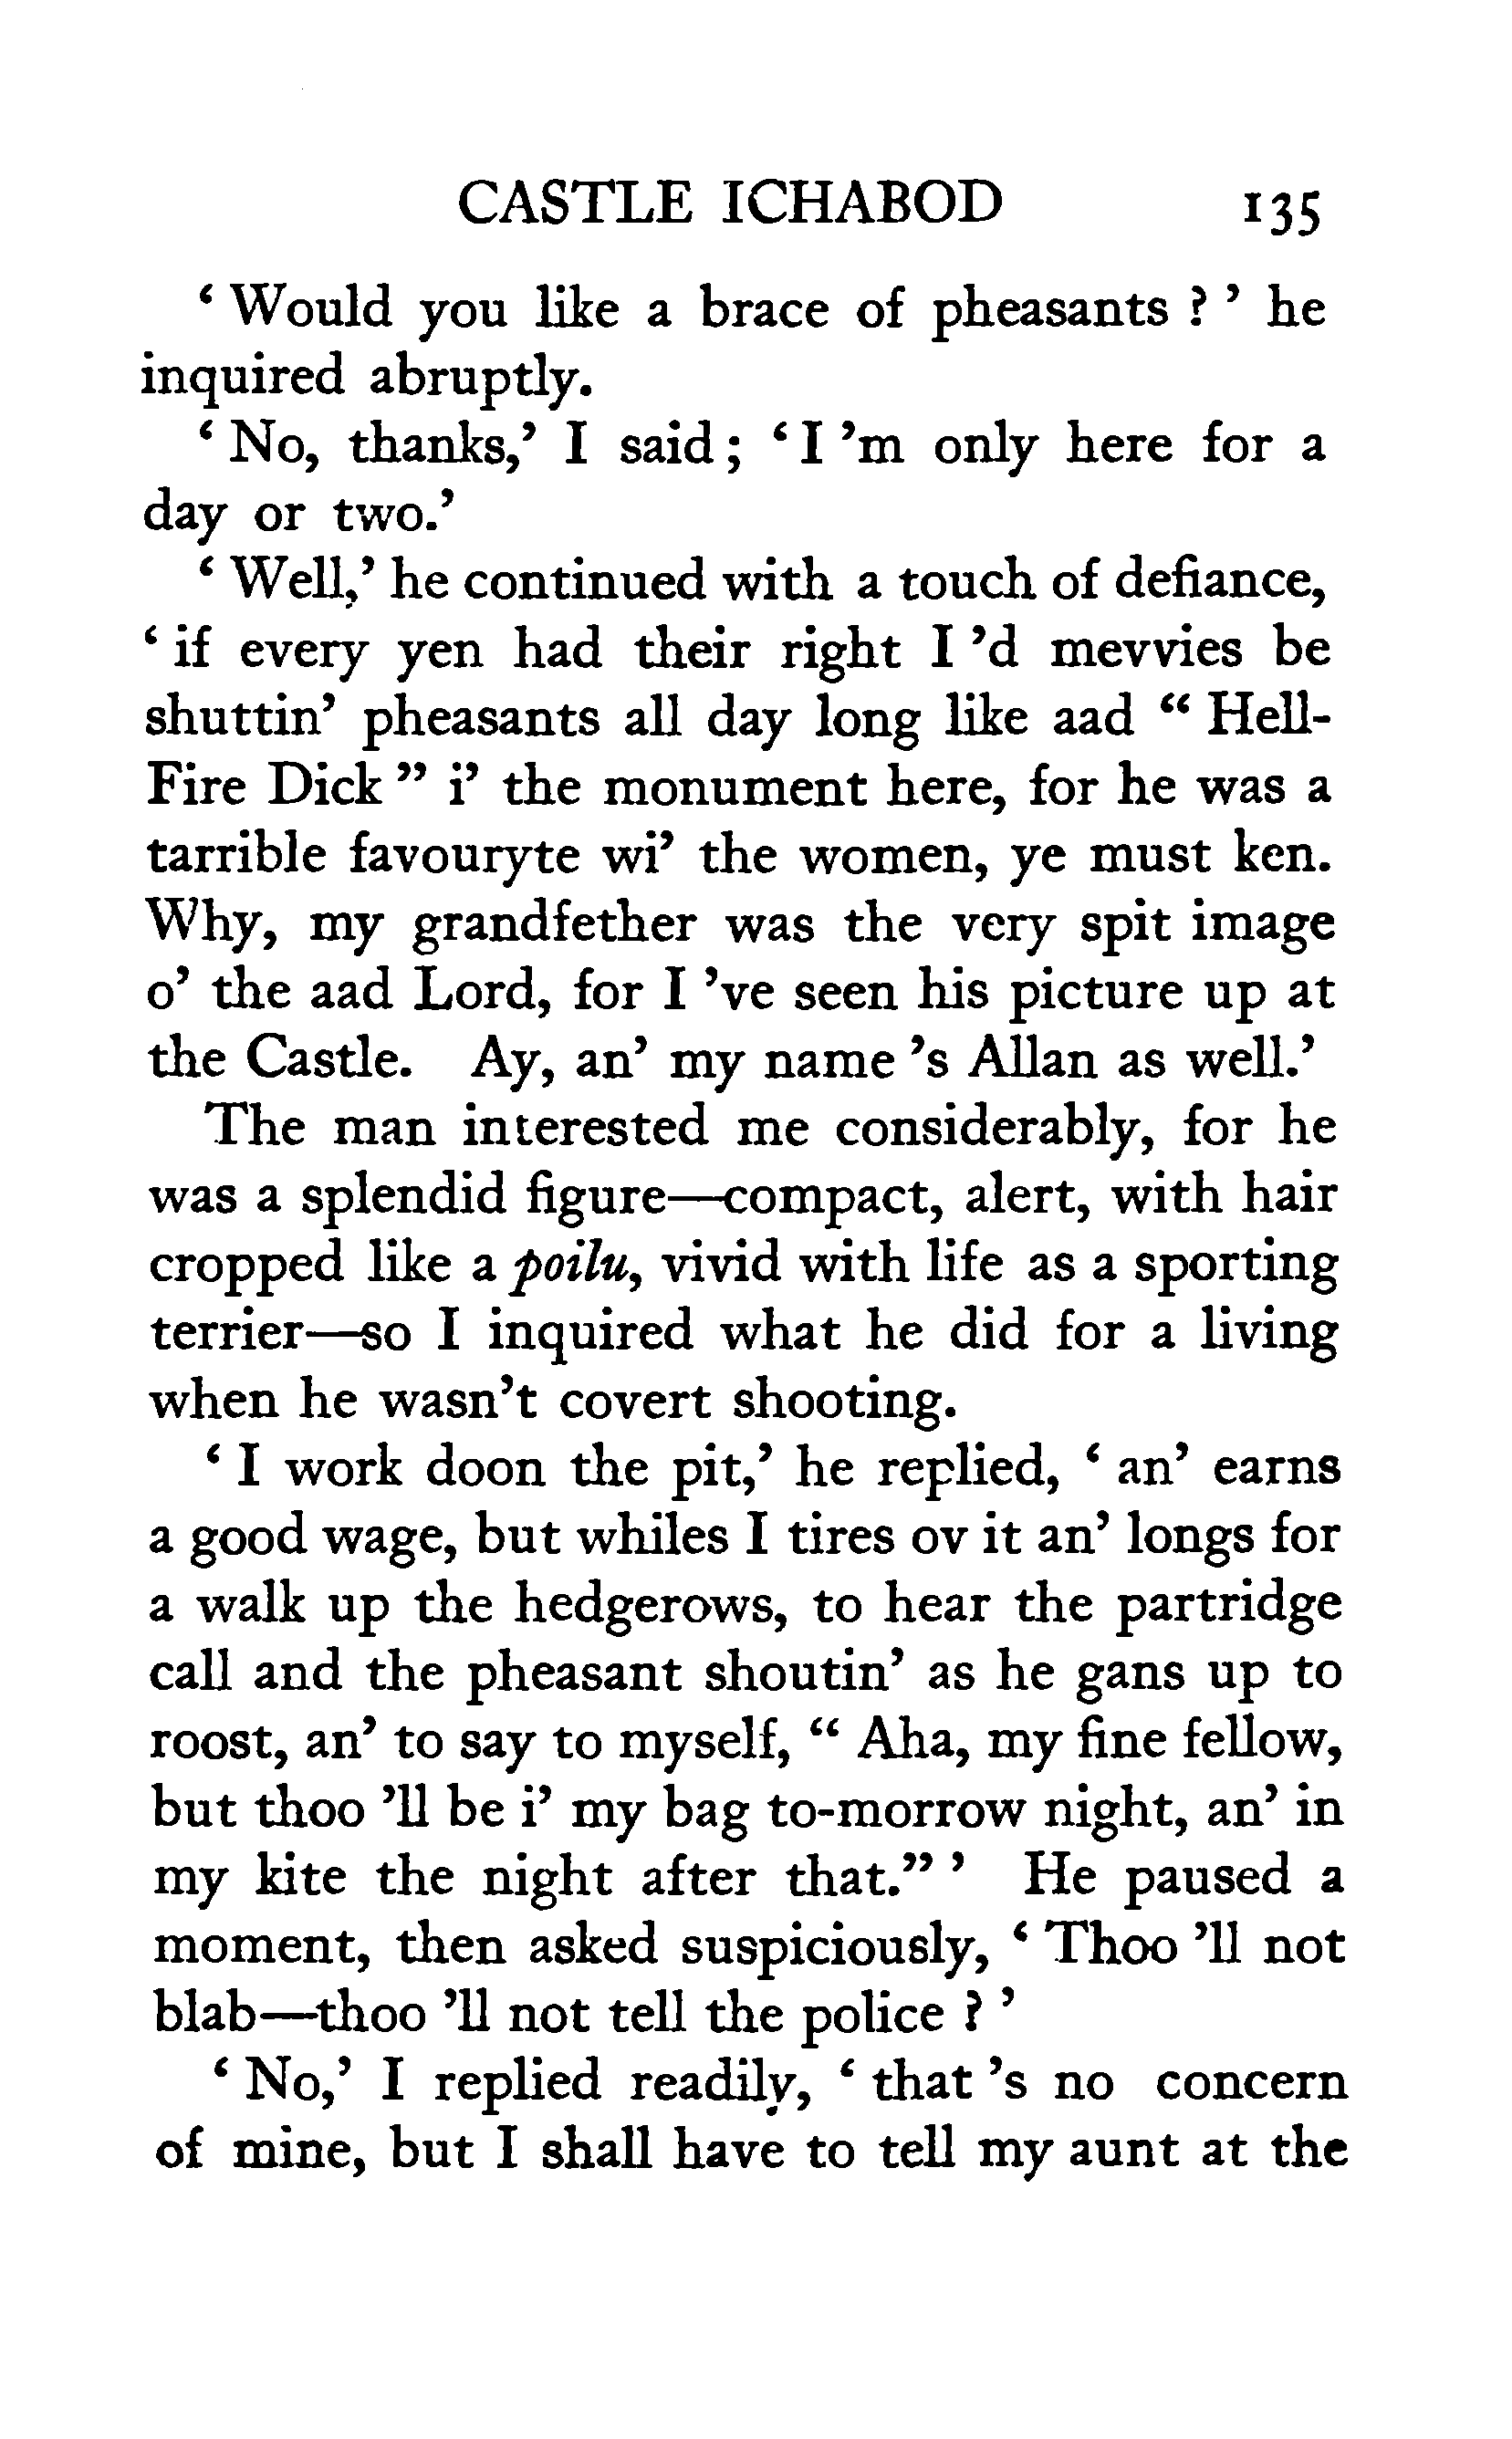 CASTLE ICHABOD 135
‘ Would you like a brace of pheasants ? ’ he
inquired abruptly.
‘ No, thanks,’ I said ; ‘ I ’m only here for a
day or two.’
‘ Well,’ he continued with a touch of defiance,
‘ if every yen had their right I ’d mevvies be
shuttin’ pheasants all day long like aad “ Hell-
Fire Dick ” i’ the monument here, for he was a
tarrible favouryte wi’ the women, ye must ken.
Why, my grandfether was the very spit image
o’ the aad Lord, for I ’ve seen his picture up at
the Castle. Ay, an’ my name ’s Allan as well.’
The man interested me considerably, for he
was a splendid figure—compact, alert, with hair
cropped like a poilu, vivid with life as a sporting
terrier—so I inquired what he did for a living
when he wasn’t covert shooting.
‘ I work doon the pit,’ he replied, ‘ an’ earns
a good wage, but whiles I tires ov it an’ longs for
a walk up the hedgerows, to hear the partridge
call and the pheasant shoutin’ as he gans up to
roost, an’ to say to myself, “ Aha, my fine fellow,
but thoo ’ll be i’ my bag to-morrow night, an’ in
my kite the night after that.” ’ He paused a
moment, then asked suspiciously, ‘ Thoo ’ll not
blab—thoo ’ll not tell the police ? ’
‘ No,’ I replied readily, ‘ that ’s no concern
of mine, but I shall have to tell my aunt at the